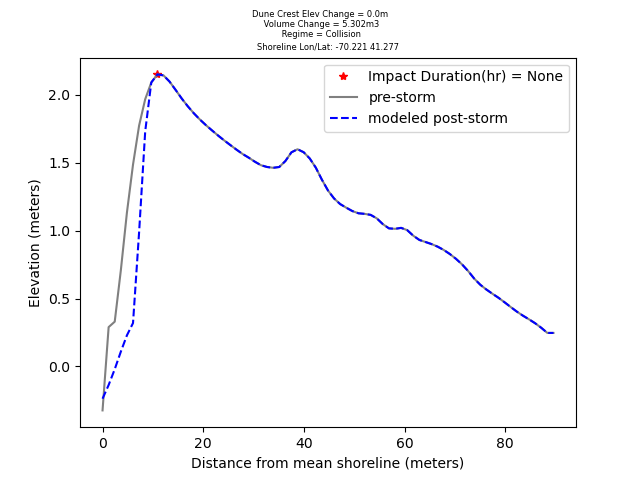 Dune Crest Elev Change = 0.0m
Volume Change = 5.302m3
Regime = Collision
Shoreline Lon/Lat: -70.221 41.277
Impact Duration(hr) = None
pre-storm
modeled post-storm
2.0
1.5
1.0
0.5
0.0
Elevation (meters)
0 20 40 60 80
Distance from mean shoreline (meters)